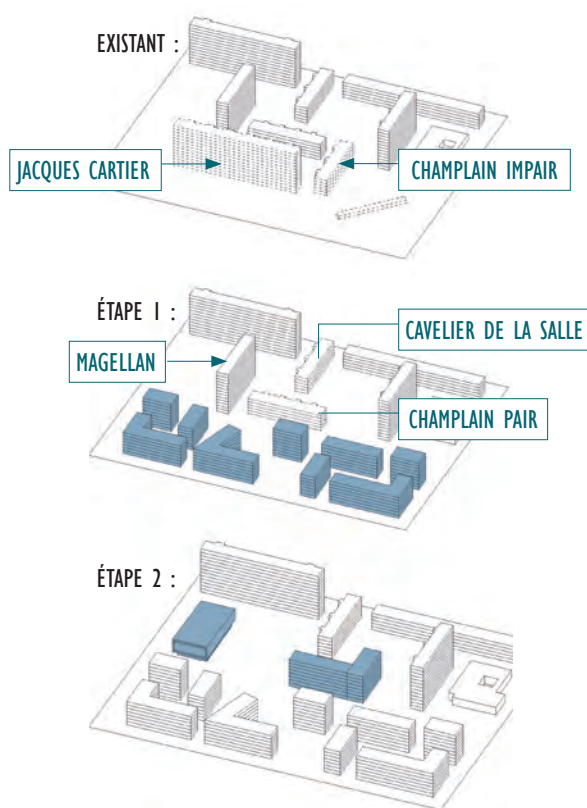 EXISTANT :
JACQUES CARTIER
CHAMPLAIN IMPAIR
ÉTAPE 1 :
CAVELIER DE LA SALLE
MAGELLAN
CHAMPLAIN PAIR
ÉTAPE 2 :